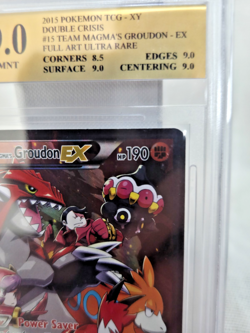 9.0
MINT
2015 POKEMON TCG - XY
DOUBLE CRISIS
#15 TEAM MAGMA'S GROUDON - EX
FULL ART ULTRA RARE
CORNERS 8.5 EDGES 9.0
SURFACE 9.0 CENTERING 9.0
Groudon EX HP 190
Power Saver